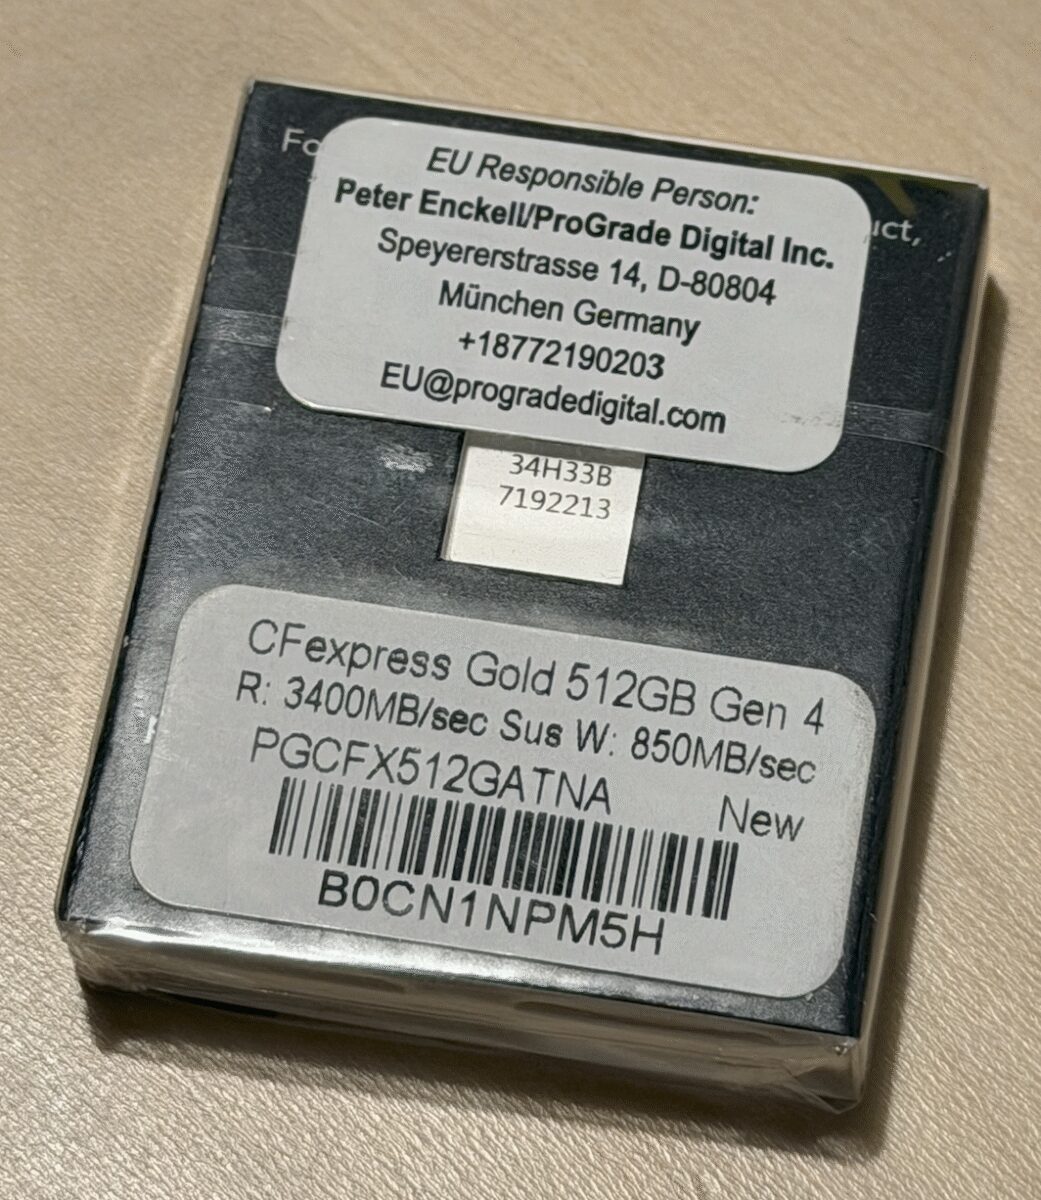 EU Responsible Person:
Peter Enckell/ProGrade Digital Inc.
Speyererstrasse 14, D-80804
München Germany
+18772190203
EU@progradedigital.com
34H33B
7192213
CFexpress Gold 512GB Gen 4
R: 3400MB/sec Sus W: 850MB/sec
PGCFX512GATNA New
B0CN1NPM5H